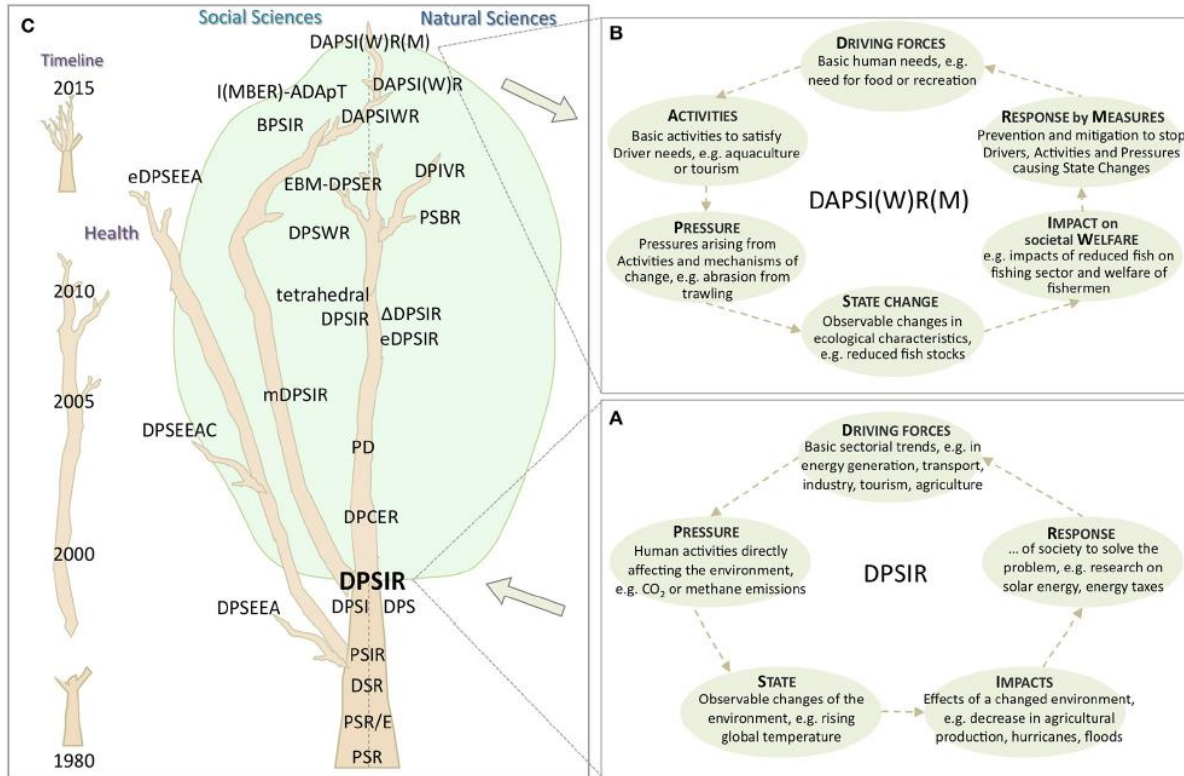 C
Social Sciences
Natural Sciences
Timeline
2015
Health
2010
2005
2000
1980
DAPSI(W)R(M)
DAPSI(W)R
I(MBER)-ADApT
DAPSIWR
BPSIR
eDPSEEA
EBM-DPSER
DPIVR
PSBR
DPSWR
tetrahedral
DPSIR
ΔDPSIR
eDPSIR
mDPSIR
DPSEEAC
PD
DPCER
DPSIR
DPSEEA
DPSI
DPS
PSIR
DSR
PSR/E
PSR
B
DRIVING FORCES
Basic human needs, e.g.
need for food or recreation
ACTIVITIES
Basic activities to satisfy
Driver needs, e.g. aquaculture
or tourism
PRESSURE
Pressures arising from
Activities and mechanisms of
change, e.g. abrasion from
trawling
STATE CHANGE
Observable changes in
ecological characteristics,
e.g. reduced fish stocks
IMPACT on
societal WELFARE
e.g. impacts of reduced fish on
fishing sector and welfare of
fishermen
RESPONSE by MEASURES
Prevention and mitigation to stop
Drivers, Activities and Pressures
causing State Changes
DAPSI(W)R(M)
A
DRIVING FORCES
Basic sectorial trends, e.g. in
energy generation, transport,
industry, tourism, agriculture
PRESSURE
Human activities directly
affecting the environment,
e.g. CO₂ or methane emissions
STATE
Observable changes of the
environment, e.g. rising
global temperature
IMPACTS
Effects of a changed environment,
e.g. decrease in agricultural
production, hurricanes, floods
RESPONSE
... of society to solve the
problem, e.g. research on
solar energy, energy taxes
DPSIR